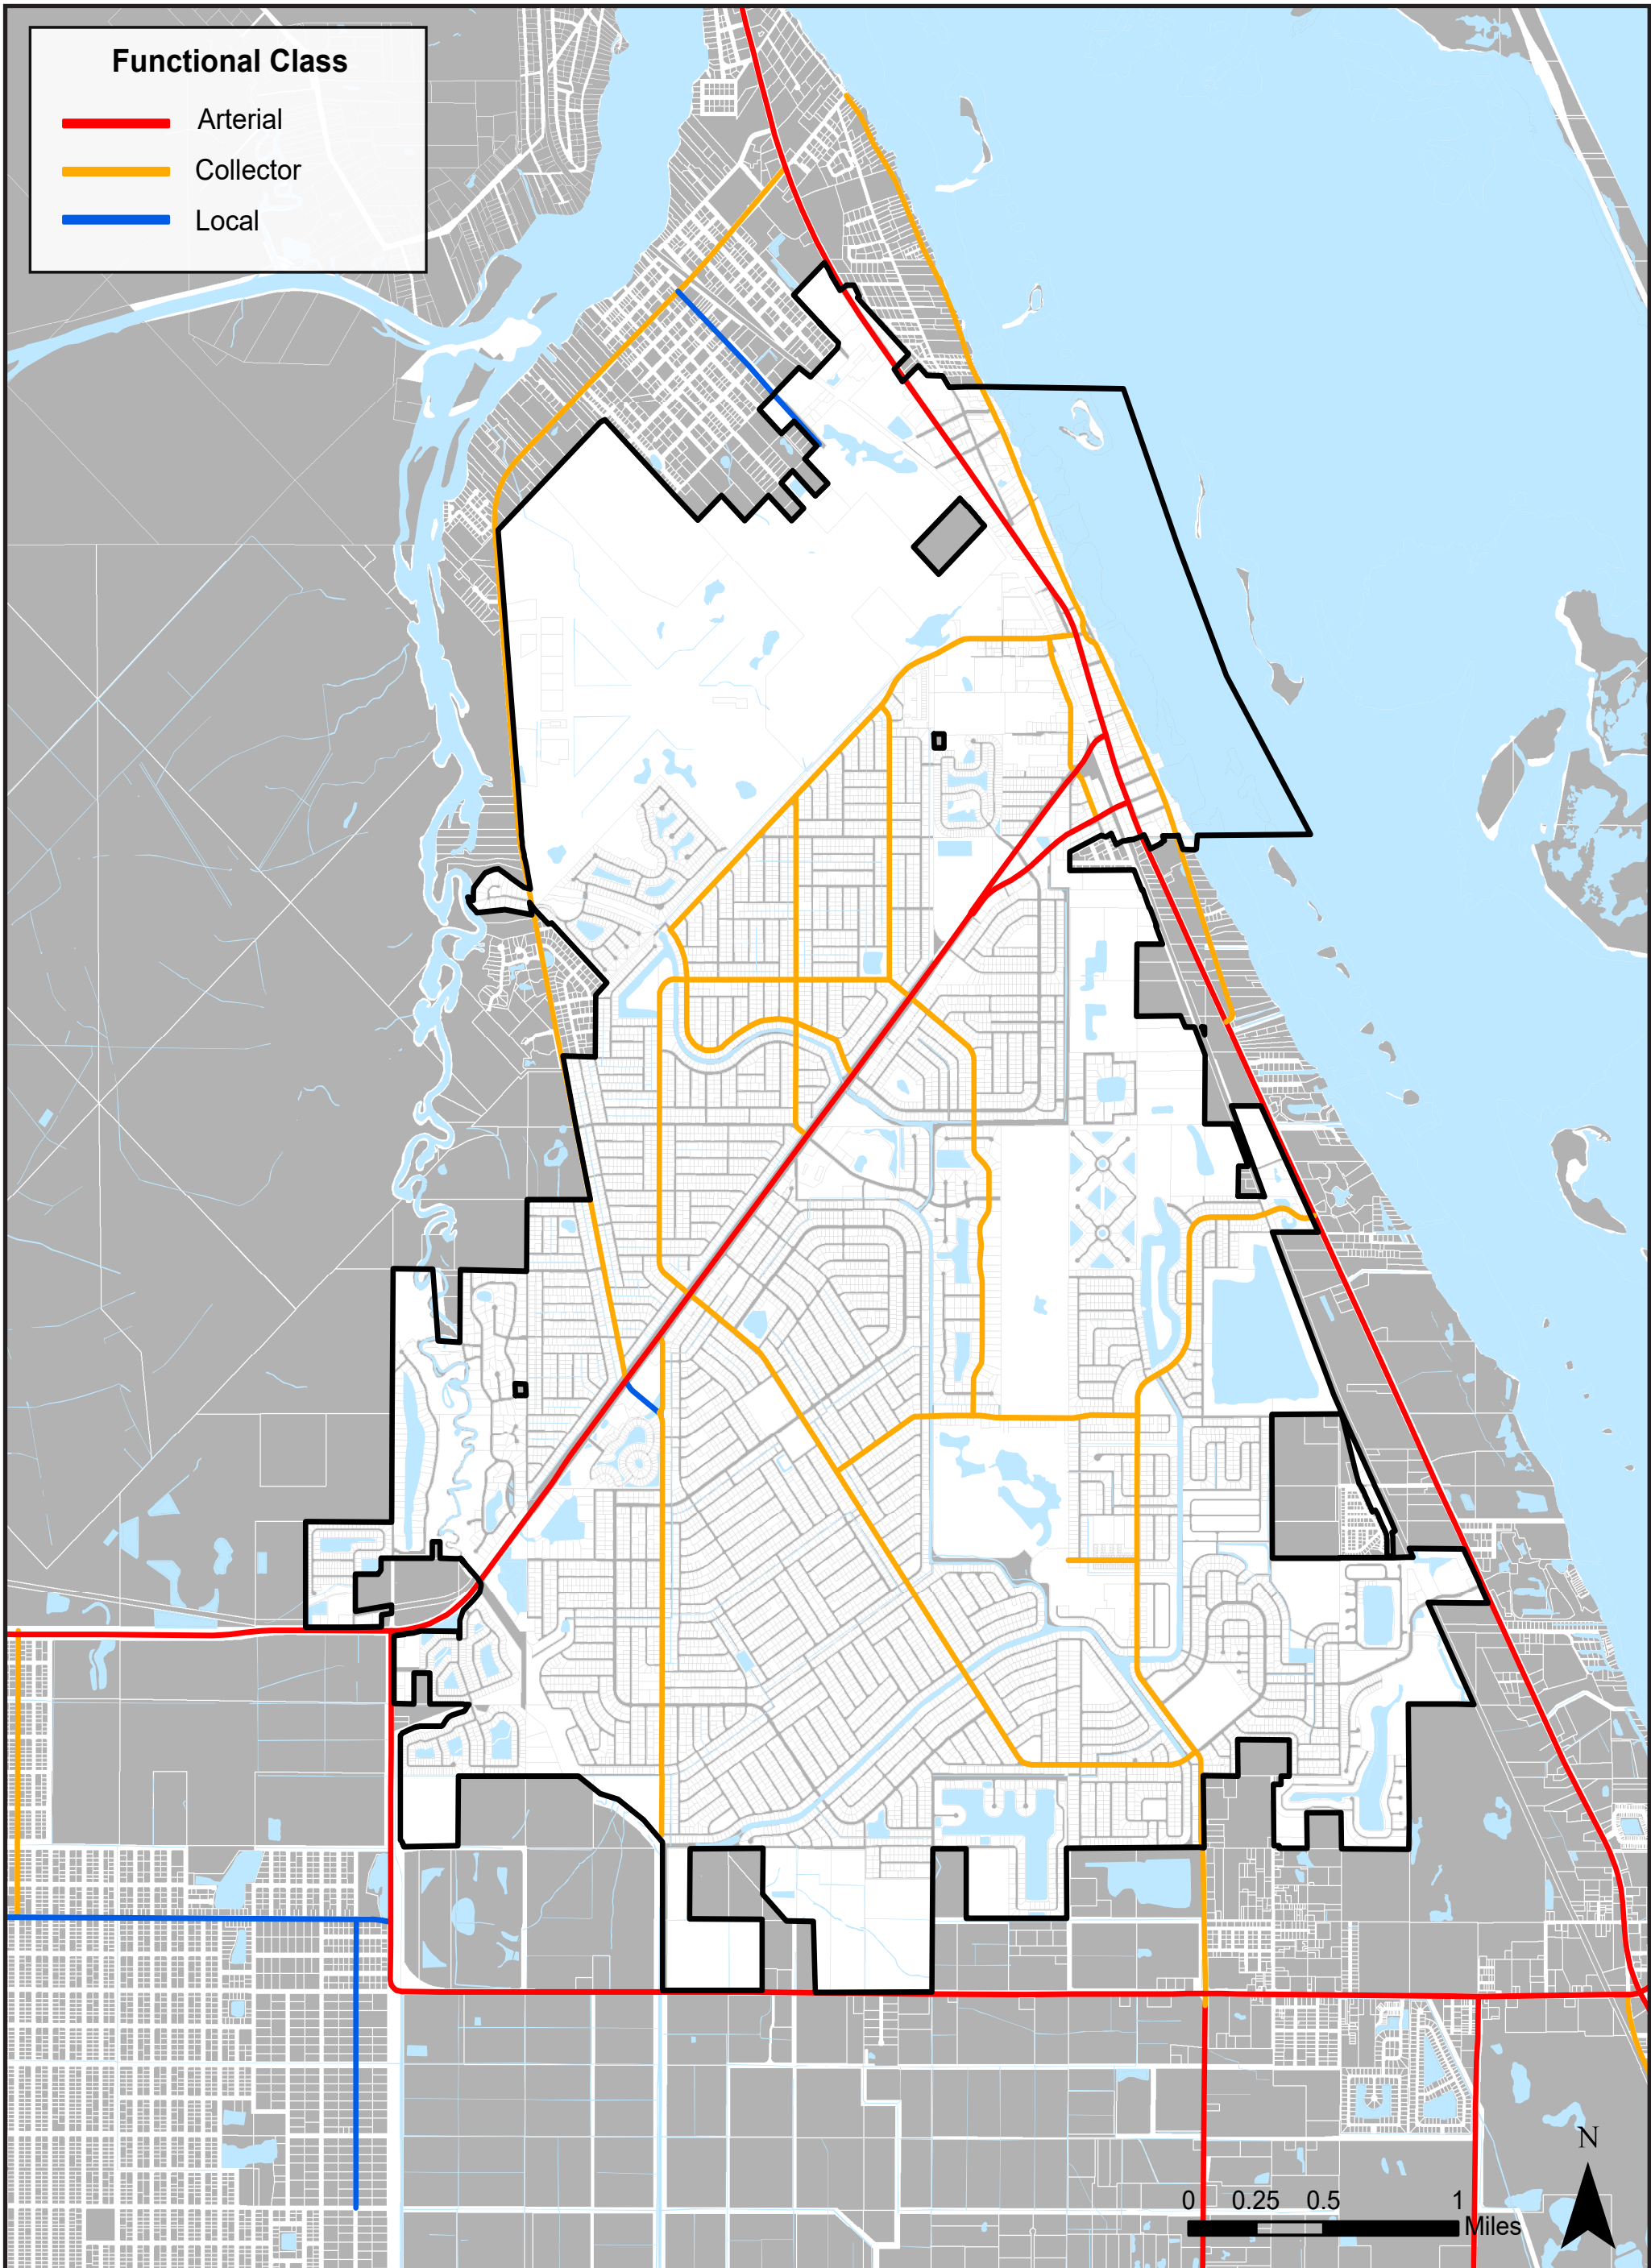 Functional Class
Arterial
Collector
Local
N
0 0.25 0.5 1
Miles